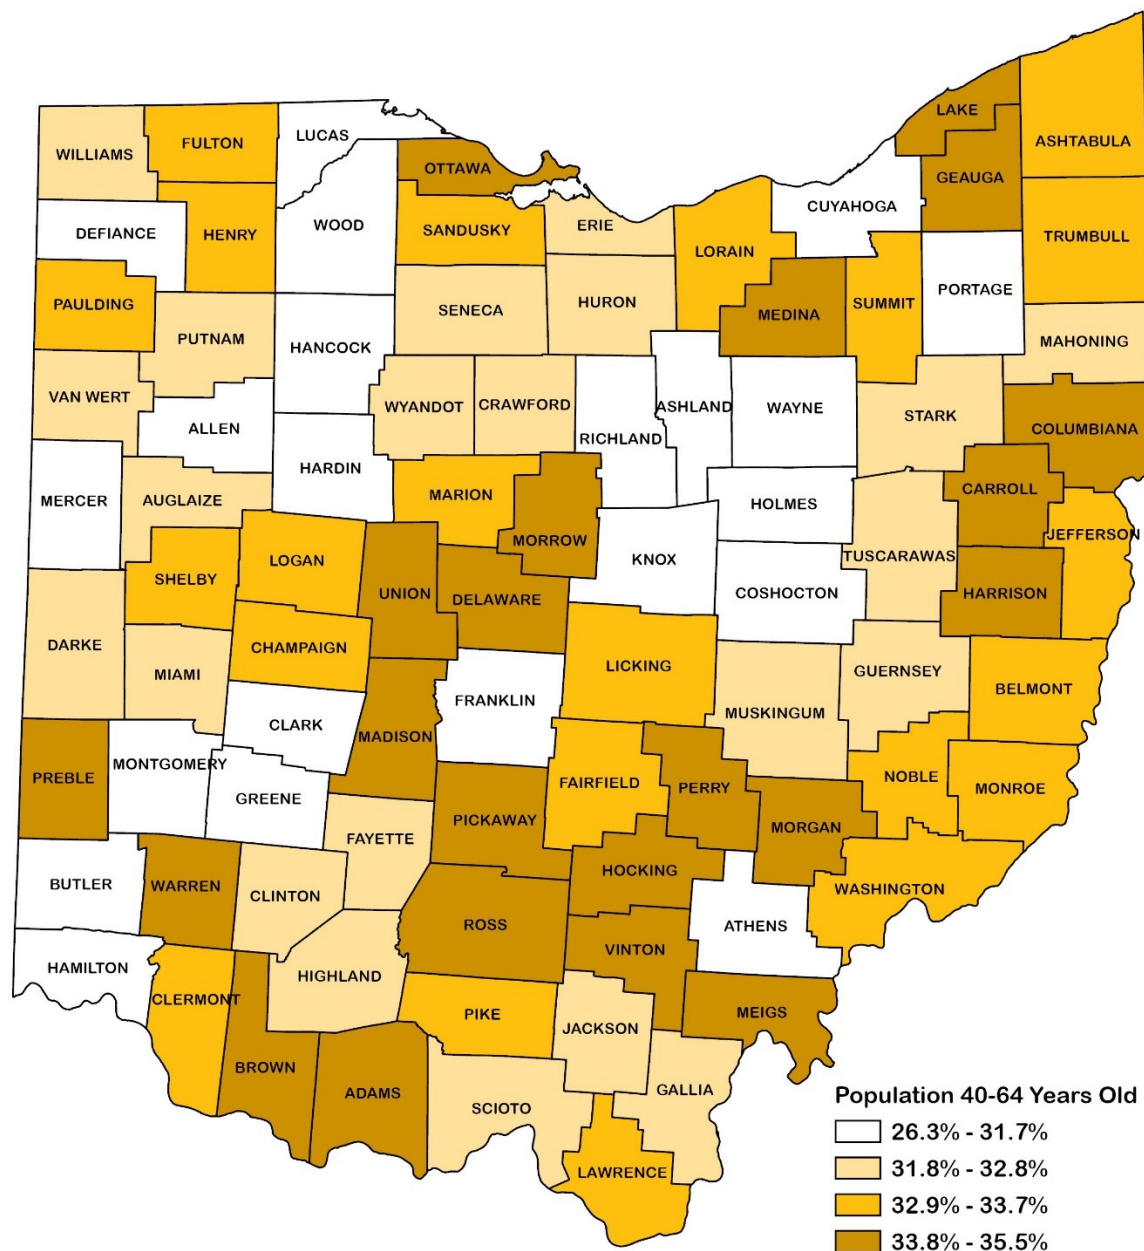 LAKE
ASHTABULA
LUCAS
FULTON
WILLIAMS
OTTAWA
GEAUGA
CUYAHOGA
WOOD
ERIE
SANDUSKY
DEFIANCE
HENRY
LORAIN
TRUMBULL
PORTAGE
PAULDING
SENECA
HURON
MEDINA
SUMMIT
PUTNAM
HANCOCK
MAHONING
VAN WERT
WYANDOT
CRAWFORD
ASHLAND
WAYNE
STARK
ALLEN
COLUMBIANA
RICHLAND
HARDIN
CARROLL
MERCER
AUGLAIZE
MARION
HOLMES
JEFFERSON
MORROW
TUSCARAWAS
LOGAN
KNOX
SHELBY
UNION
DELAWARE
COSHOCTON
HARRISON
DARKE
CHAMPAIGN
LICKING
MIAMI
GUERNSEY
BELMONT
FRANKLIN
MUSKINGUM
CLARK
MADISON
MONTGOMERY
PREBLE
FAIRFIELD
PERRY
NOBLE
MONROE
GREENE
PICKAWAY
MORGAN
FAYETTE
HOCKING
BUTLER
WARREN
WASHINGTON
CLINTON
ROSS
ATHENS
VINTON
HAMILTON
HIGHLAND
CLERMONT
PIKE
MEIGS
JACKSON
BROWN
ADAMS
GALLIA
SCIOTO
LAWRENCE
Population 40-64 Years Old
26.3% - 31.7%
31.8% - 32.8%
32.9% - 33.7%
33.8% - 35.5%